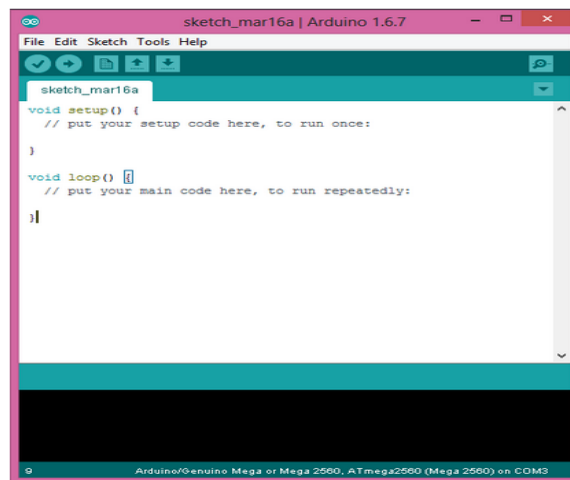 sketch_mar16a | Arduino 1.6.7
File Edit Sketch Tools Help
sketch_mar16a
void setup() {
// put your setup code here, to run once:
}
void loop() {
// put your main code here, to run repeatedly:
}
9 Arduino/Genuino Mega or Mega 2560, ATmega2560 (Mega 2560) on COM3